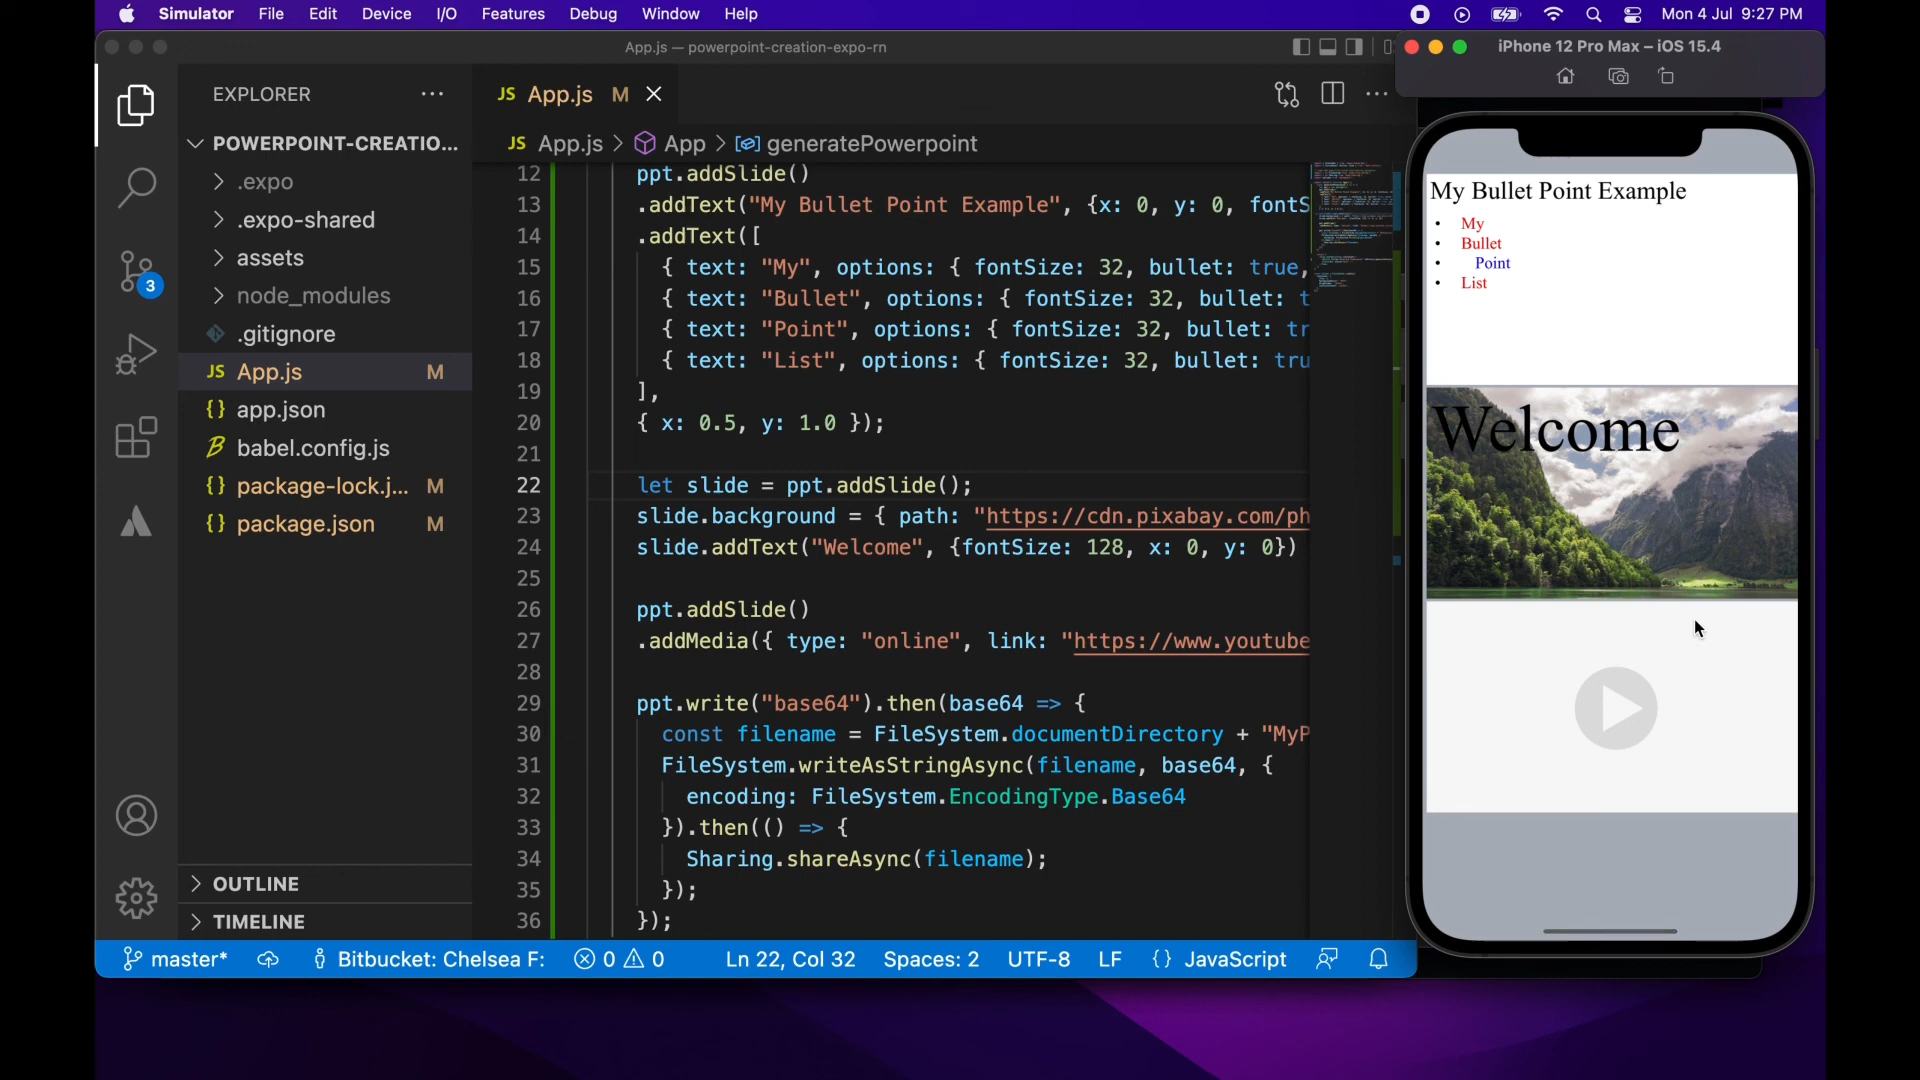 Simulator File Edit Device I/O Features Debug Window Help Mon 4 Jul 9:27 PM
App.js — powerpoint-creation-expo-rn
iPhone 12 Pro Max – iOS 15.4
EXPLORER
JS App.js M
POWERPOINT-CREATIO...
JS App.js > App > generatePowerpoint
.expo
.expo-shared
assets
node_modules
.gitignore
JS App.js M
{} app.json
babel.config.js
{} package-lock.j... M
{} package.json M
3
OUTLINE
TIMELINE
12 ppt.addSlide()
13 .addText("My Bullet Point Example", {x: 0, y: 0, fontS
14 .addText([
15 { text: "My", options: { fontSize: 32, bullet: true,
16 { text: "Bullet", options: { fontSize: 32, bullet: t
17 { text: "Point", options: { fontSize: 32, bullet: tr
18 { text: "List", options: { fontSize: 32, bullet: tru
19 ],
20 { x: 0.5, y: 1.0 });
21
22 let slide = ppt.addSlide();
23 slide.background = { path: "https://cdn.pixabay.com/ph
24 slide.addText("Welcome", {fontSize: 128, x: 0, y: 0})
25
26 ppt.addSlide()
27 .addMedia({ type: "online", link: "https://www.youtube
28
29 ppt.write("base64").then(base64 => {
30 const filename = FileSystem.documentDirectory + "MyP
31 FileSystem.writeAsStringAsync(filename, base64, {
32 encoding: FileSystem.EncodingType.Base64
33 }).then(() => {
34 Sharing.shareAsync(filename);
35 });
36 });
My Bullet Point Example
• My
• Bullet
• Point
• List
Welcome
master* Bitbucket: Chelsea F: 0 0 Ln 22, Col 32 Spaces: 2 UTF-8 LF {} JavaScript